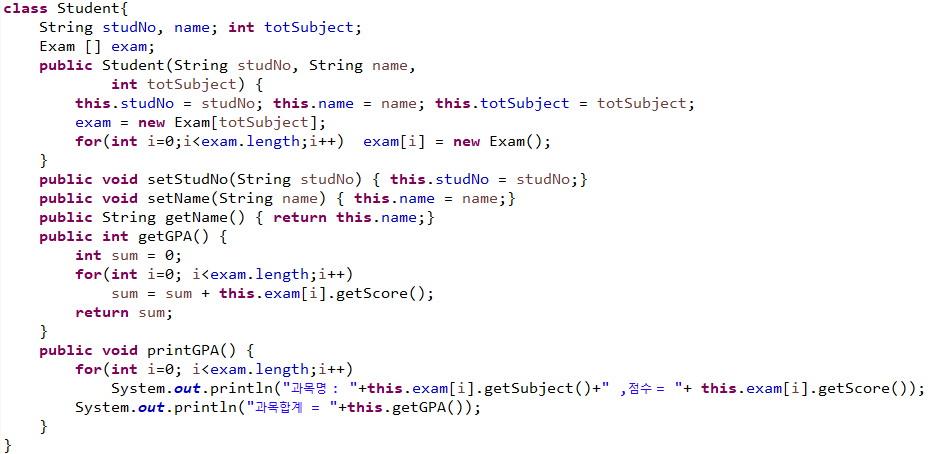 class Student{
    String studNo, name; int totSubject;
    Exam [] exam;
    public Student(String studNo, String name,
            int totSubject) {
        this.studNo = studNo; this.name = name; this.totSubject = totSubject;
        exam = new Exam[totSubject];
        for(int i=0;i<exam.length;i++)  exam[i] = new Exam();
    }
    public void setStudNo(String studNo) { this.studNo = studNo;}
    public void setName(String name) { this.name = name;}
    public String getName() { return this.name;}
    public int getGPA() {
        int sum = 0;
        for(int i=0; i<exam.length;i++)
            sum = sum + this.exam[i].getScore();
        return sum;
    }
    public void printGPA() {
        for(int i=0; i<exam.length;i++)
            System.out.println("과목명 : "+this.exam[i].getSubject()+" ,점수 = "+ this.exam[i].getScore());
        System.out.println("과목합계 = "+this.getGPA());
    }
}